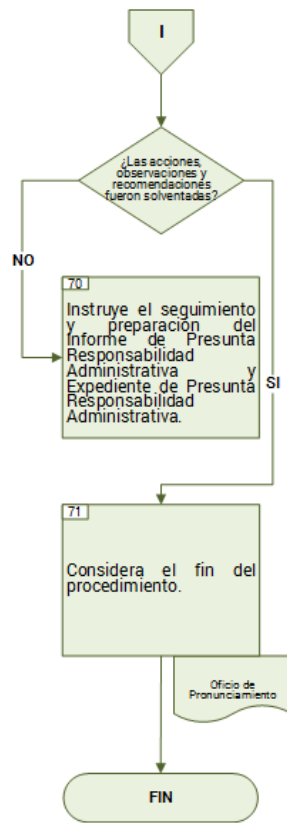 I
¿Las acciones,
observaciones y
recomendaciones
fueron solventadas?
NO
70
Instruye el seguimiento
y preparación del
Informe de Presunta
Responsabilidad
Administrativa y
Expediente de Presunta
Responsabilidad
Administrativa.
SI
71
Considera el fin del
procedimiento.
Oficio de
Pronunciamiento
FIN